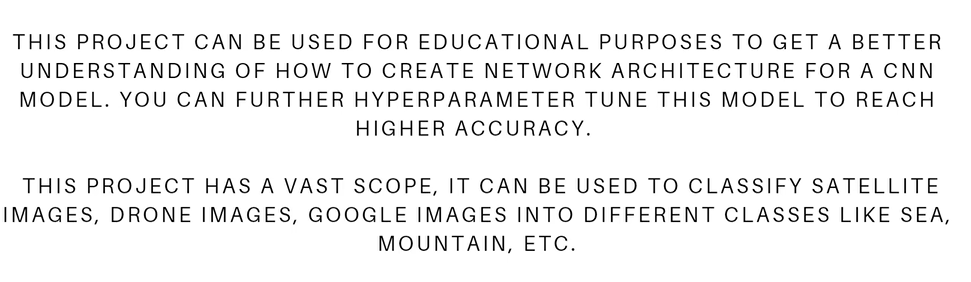 THIS PROJECT CAN BE USED FOR EDUCATIONAL PURPOSES TO GET A BETTER
UNDERSTANDING OF HOW TO CREATE NETWORK ARCHITECTURE FOR A CNN
MODEL. YOU CAN FURTHER HYPERPARAMETER TUNE THIS MODEL TO REACH
HIGHER ACCURACY.
THIS PROJECT HAS A VAST SCOPE, IT CAN BE USED TO CLASSIFY SATELLITE
IMAGES, DRONE IMAGES, GOOGLE IMAGES INTO DIFFERENT CLASSES LIKE SEA,
MOUNTAIN, ETC.